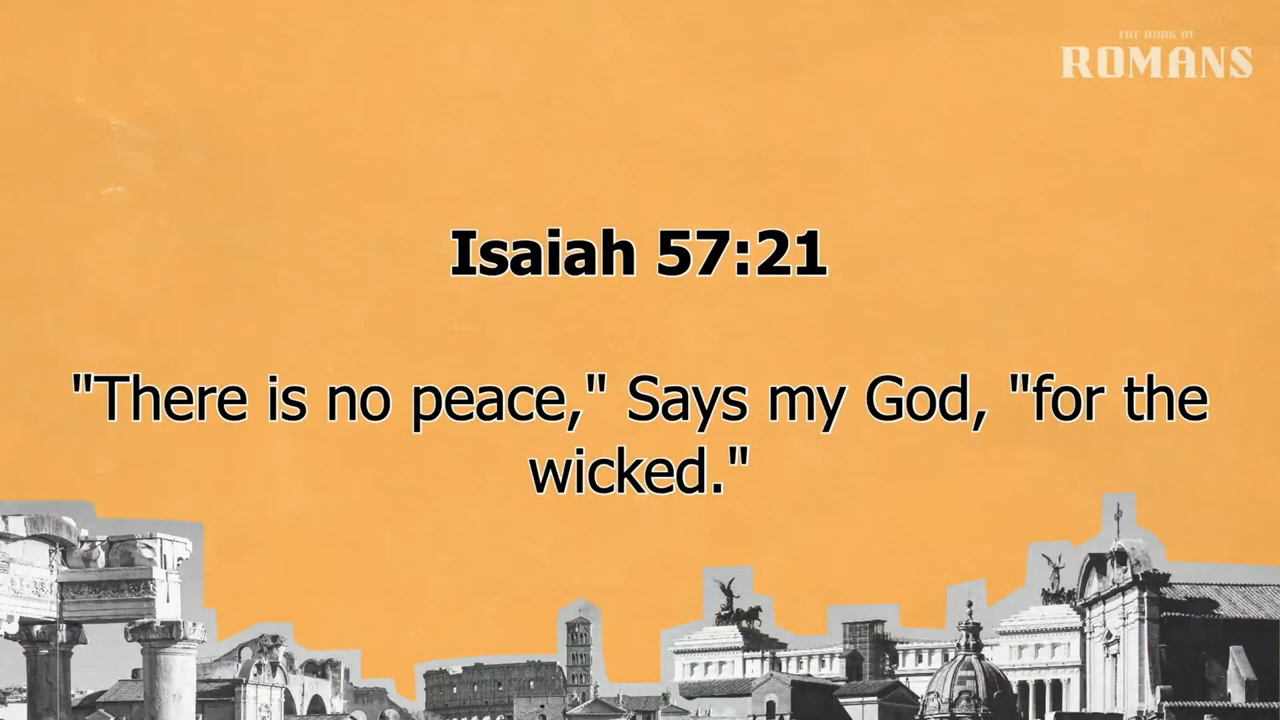 THE BOOK OF
ROMANS
Isaiah 57:21
"There is no peace," Says my God, "for the
wicked."